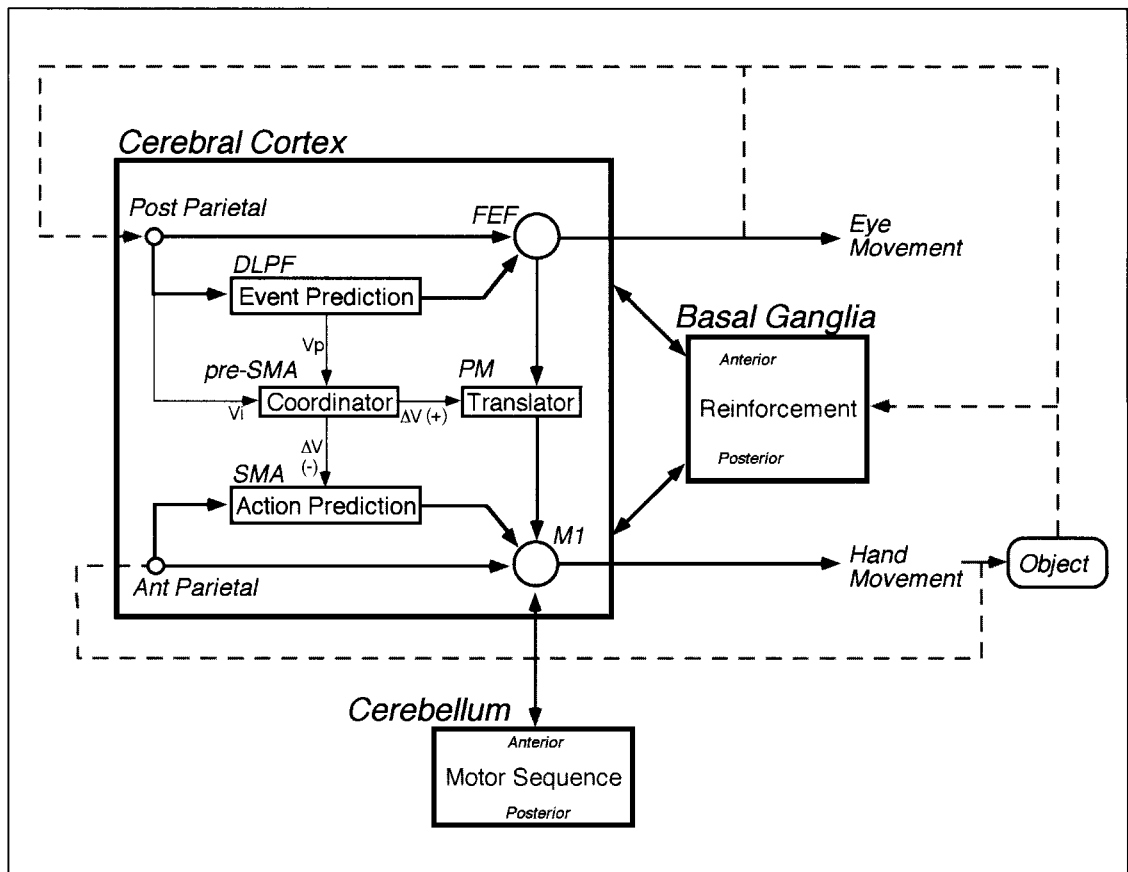 Cerebral Cortex
Post Parietal
FEF
Eye
Movement
DLPF
Event Prediction
Basal Ganglia
Anterior
Reinforcement
Posterior
Vp
pre-SMA
PM
Coordinator
Translator
Vi
ΔV (+)
ΔV
(-)
SMA
Action Prediction
M1
Ant Parietal
Hand
Movement
Object
Cerebellum
Anterior
Motor Sequence
Posterior